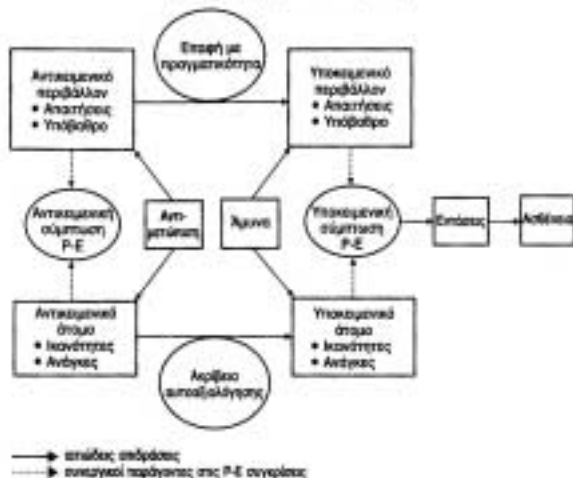 Επαφή με
πραγματικότητα
Αντικειμενικό
περιβάλλον
• Απαιτήσεις
• Υπόβαθρο
Υποκειμενικό
περιβάλλον
• Απαιτήσεις
• Υπόβαθρο
Αντικειμενική
σύμπτωση
P-E
Αντι-
μετώπιση
Άμυνα
Υποκειμενική
σύμπτωση
P-E
Εντάσεις
Ασθένεια
Αντικειμενικό
άτομο
• Ικανότητες
• Ανάγκες
Υποκειμενικό
άτομο
• Ικανότητες
• Ανάγκες
Ακρίβεια
αυτοαξιολόγησης
αιτιώδεις επιδράσεις
συνεργικοί παράγοντες στις P-E συγκρίσεις